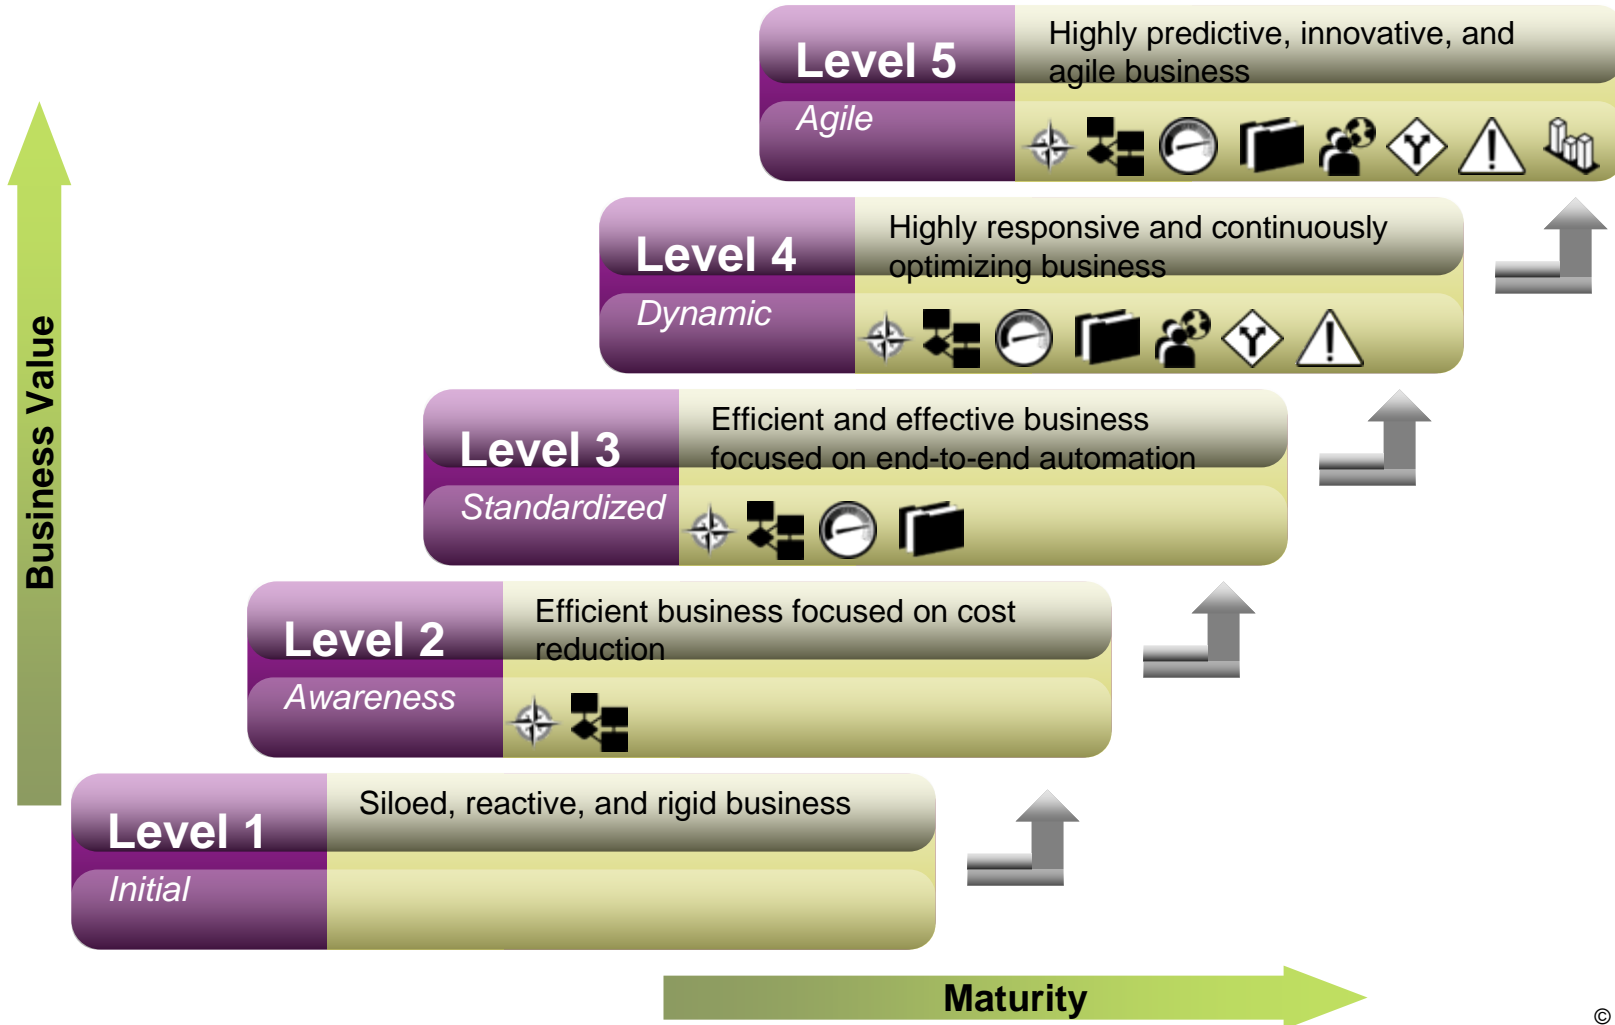 Level 5
Highly predictive, innovative, and
agile business
Agile
Level 4
Highly responsive and continuously
optimizing business
Dynamic
Level 3
Efficient and effective business
focused on end-to-end automation
Standardized
Level 2
Efficient business focused on cost
reduction
Awareness
Level 1
Siloed, reactive, and rigid business
Initial
Business Value
Maturity
©